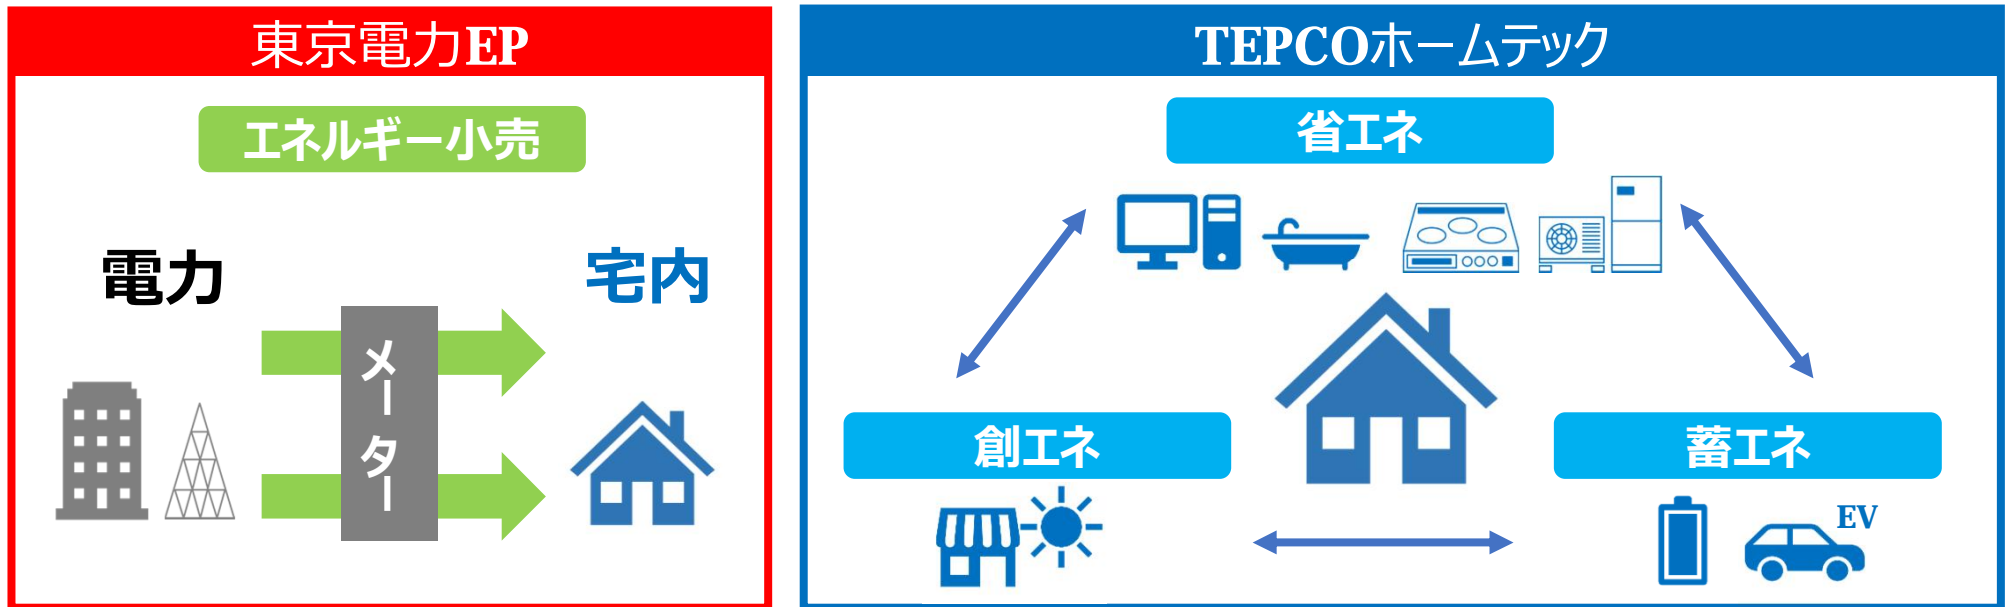 東京電力EP
エネルギー小売
電力
宅内
メーター
TEPCOホームテック
省エネ
創エネ
蓄エネ
EV